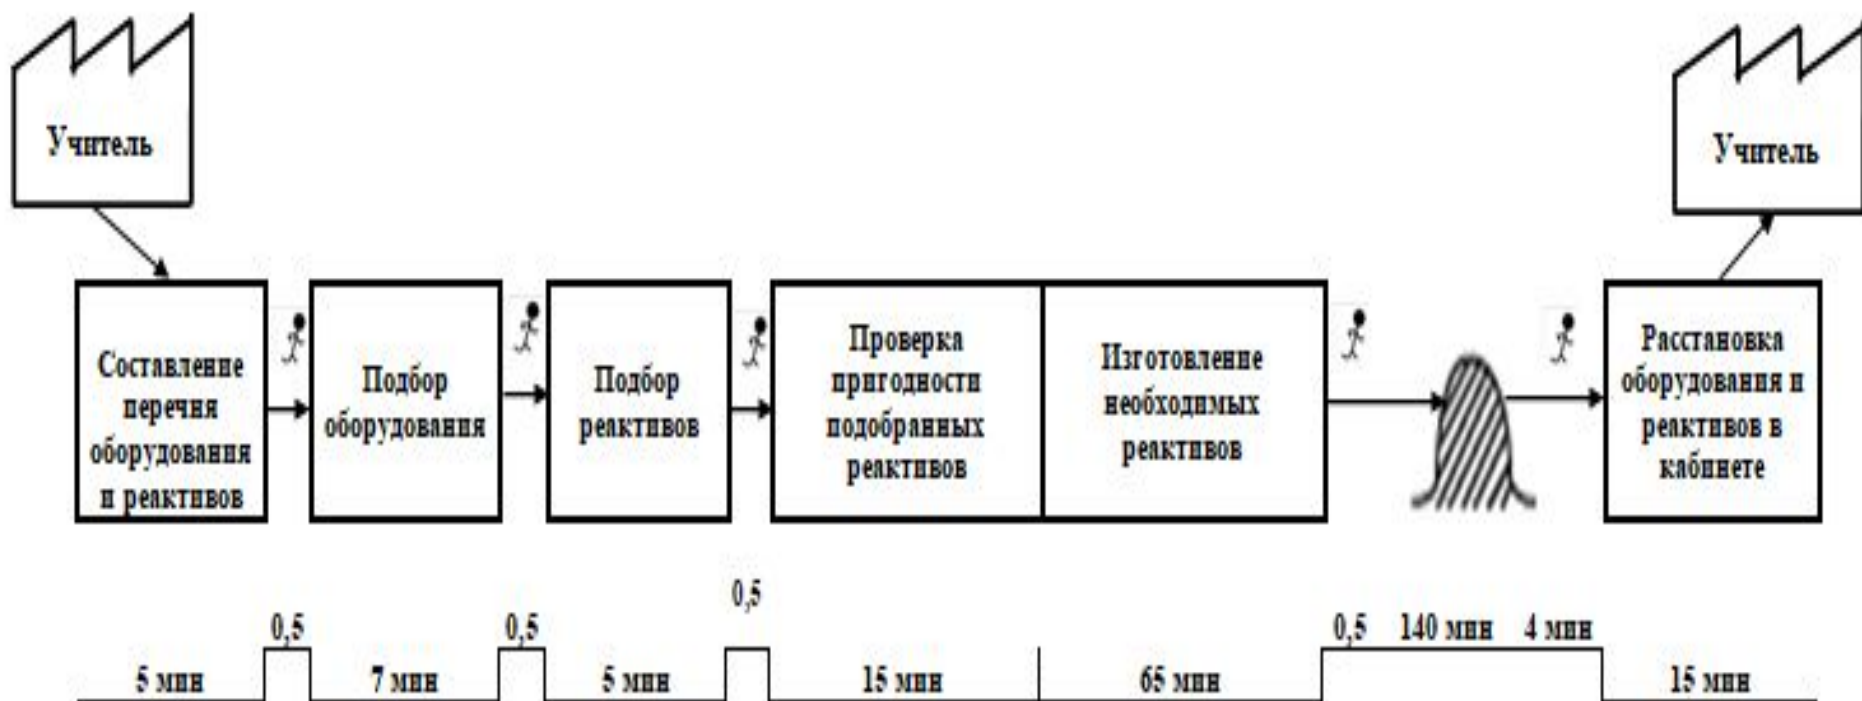 Учитель
Учитель
Составление
перечня
оборудования
и реактивов
Подбор
оборудования
Подбор
реактивов
Проверка
пригодности
подобранных
реактивов
Изготовление
необходимых
реактивов
Расстановка
оборудования и
реактивов в
кабинете
5 мин
0,5
7 мин
0,5
5 мин
0,5
15 мин
65 мин
0,5
140 мин
4 мин
15 мин